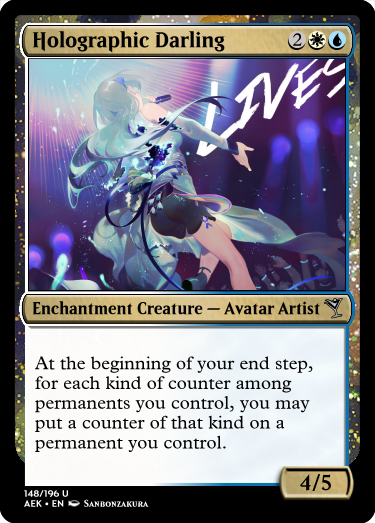 Holographic Darling 2
LIVES
Enchantment Creature — Avatar Artist
At the beginning of your end step,
for each kind of counter among
permanents you control, you may
put a counter of that kind on a
permanent you control.
4/5
148/196 U
AEK • EN SANBONZAKURA